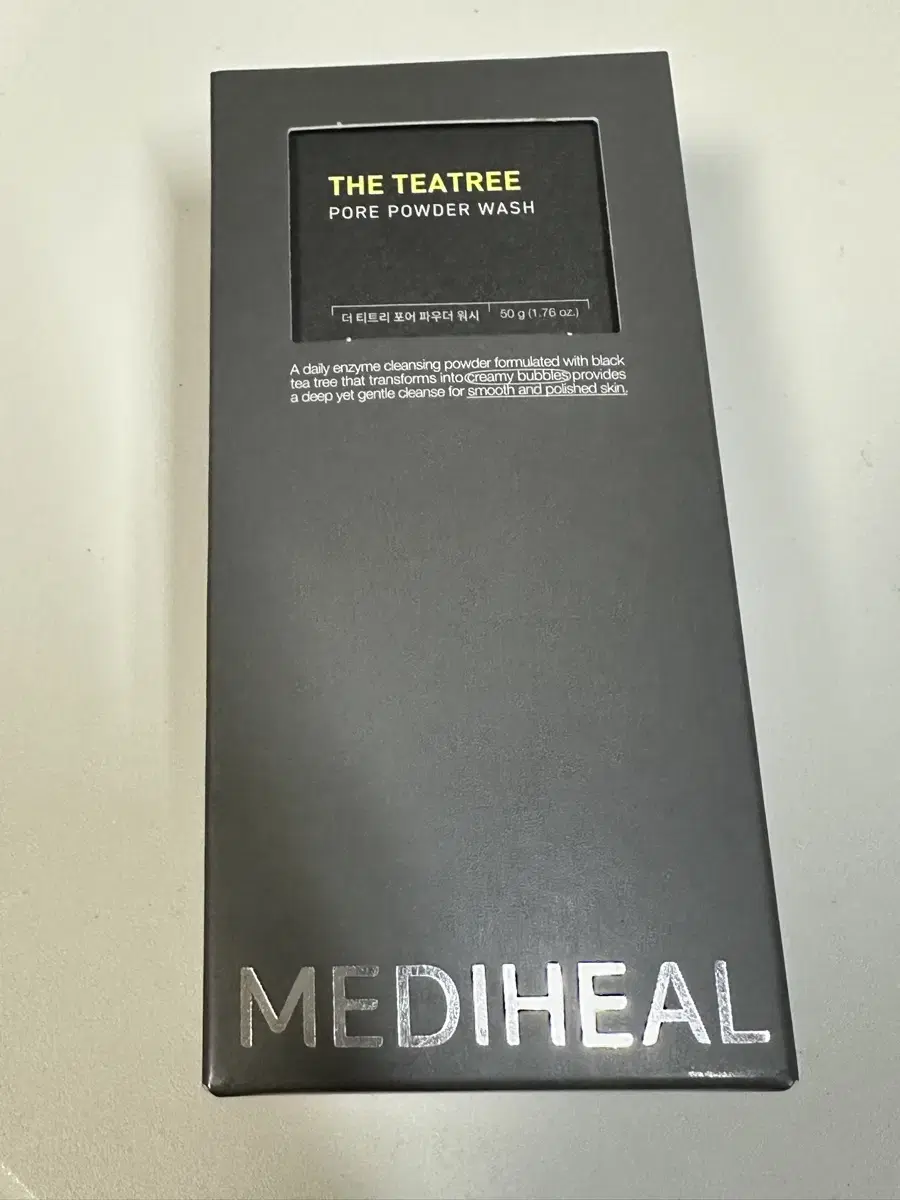 THE TEATREE
PORE POWDER WASH
더 티트리 포어 파우더 워시 50 g (1.76 oz.)
A daily enzyme cleansing powder formulated with black
tea tree that transforms into creamy bubbles provides
a deep yet gentle cleanse for smooth and polished skin.
MEDIHEAL